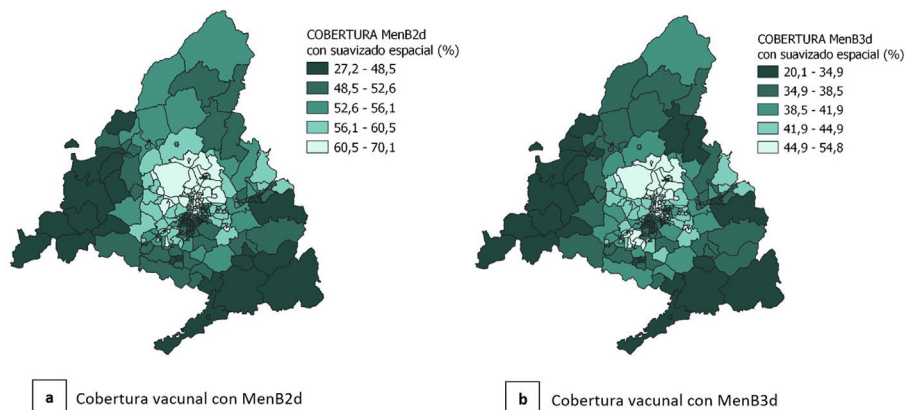 COBERTURA MenB2d
con suavizado espacial (%)
27,2 - 48,5
48,5 - 52,6
52,6 - 56,1
56,1 - 60,5
60,5 - 70,1
COBERTURA MenB3d
con suavizado espacial (%)
20,1 - 34,9
34,9 - 38,5
38,5 - 41,9
41,9 - 44,9
44,9 - 54,8
a Cobertura vacunal con MenB2d
b Cobertura vacunal con MenB3d